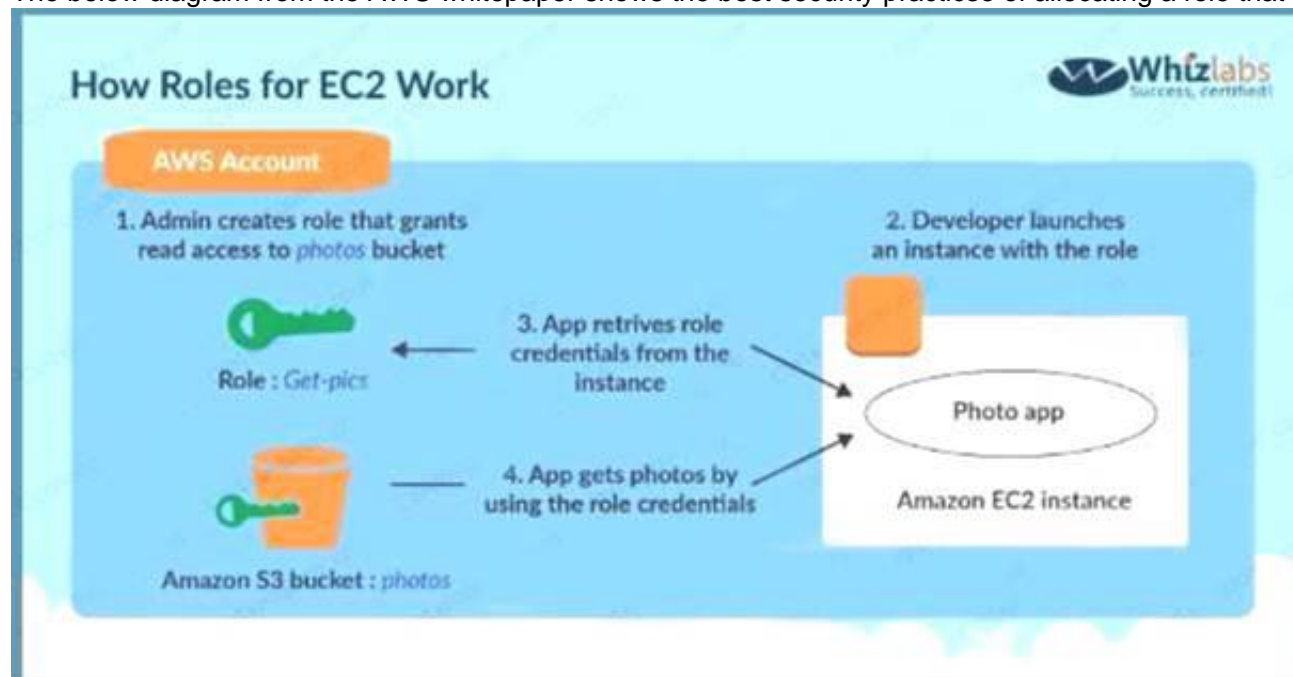 The below diagram from the AWS whitepaper shows the best security practices of allocating a role that
How Roles for EC2 Work
Whizlabs
Success, certified!
AWS Account
1. Admin creates role that grants
read access to photos bucket
2. Developer launches
an instance with the role
3. App retrives role
credentials from the
instance
Role : Get-pics
Photo app
4. App gets photos by
using the role credentials
Amazon EC2 instance
Amazon S3 bucket : photos